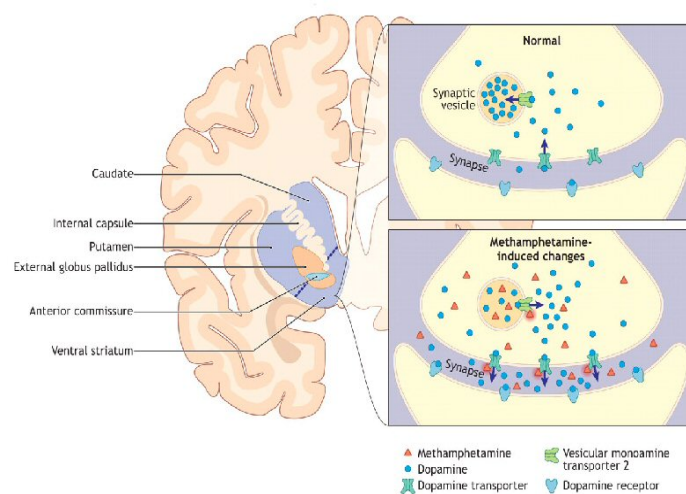 Normal
Synaptic
vesicle
Synapse
Caudate
Internal capsule
Putamen
External globus pallidus
Anterior commissure
Ventral striatum
Methamphetamine-
induced changes
Synapse
Methamphetamine
Dopamine
Dopamine transporter
Vesicular monoamine
transporter 2
Dopamine receptor